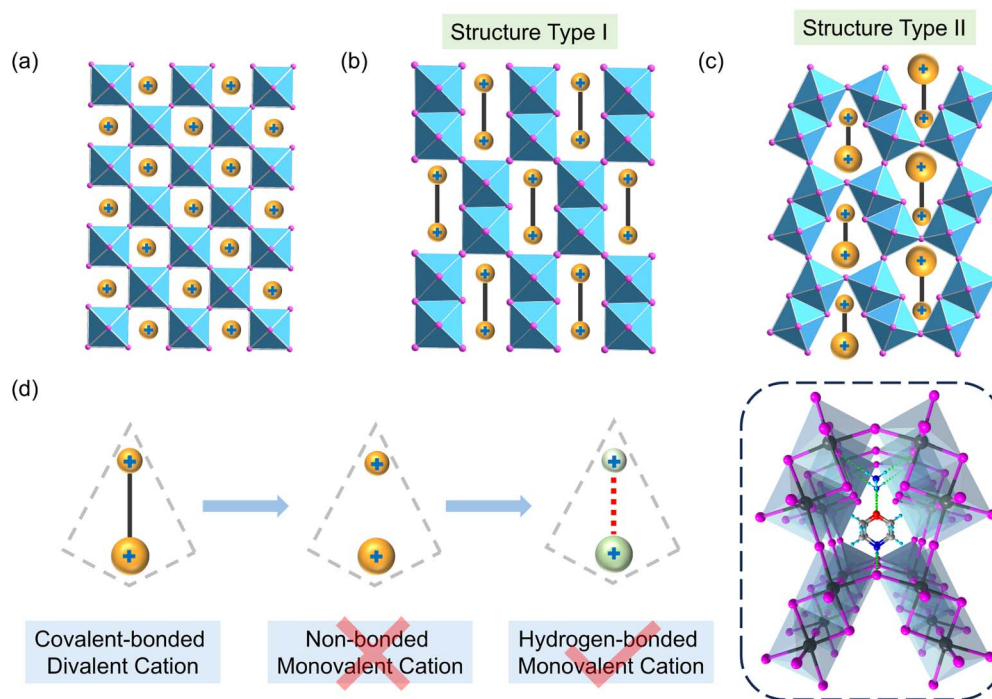 Structure Type I
Structure Type II
(a)
(b)
(c)
(d)
Covalent-bonded
Divalent Cation
Non-bonded
Monovalent Cation
Hydrogen-bonded
Monovalent Cation